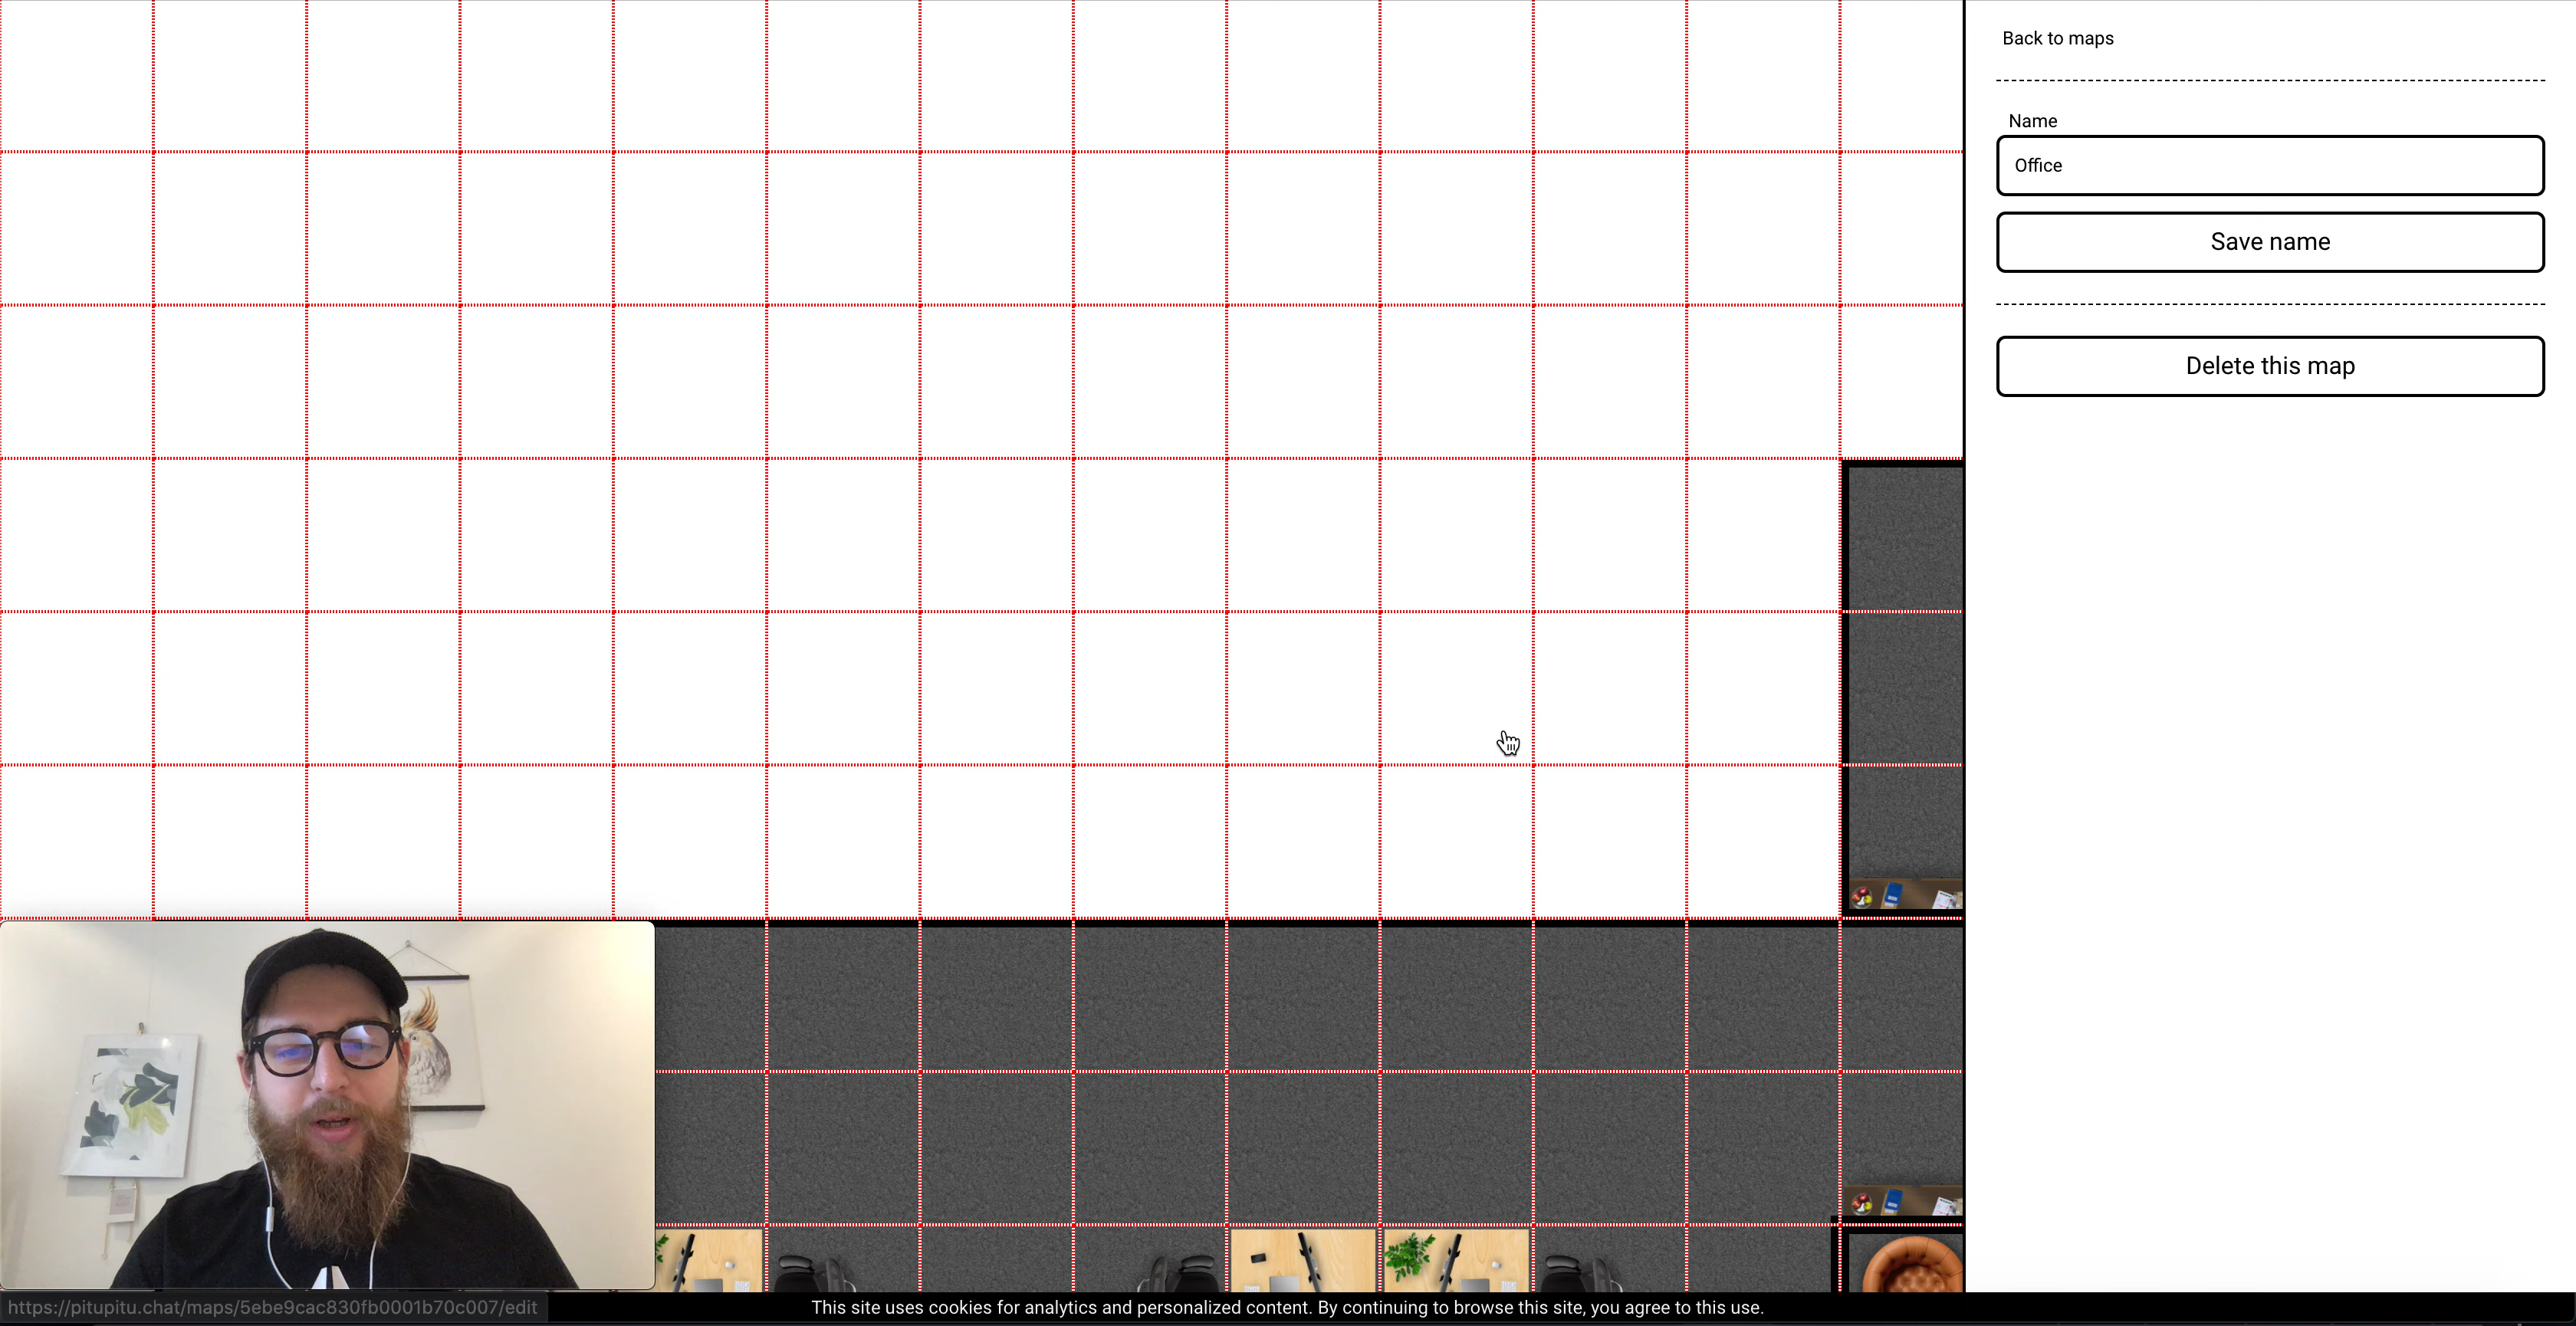 Back to maps
Name
Office
Save name
Delete this map
https://pitupitu.chat/maps/5ebe9cac830fb0001b70c007/edit
This site uses cookies for analytics and personalized content. By continuing to browse this site, you agree to this use.